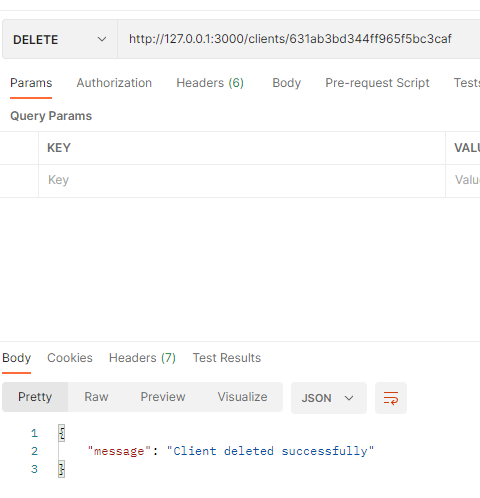 DELETE http://127.0.0.1:3000/clients/631ab3bd344ff965f5bc3caf
Params Authorization Headers (6) Body Pre-request Script Tests
Query Params
KEY VALU
Key Value
Body Cookies Headers (7) Test Results
Pretty Raw Preview Visualize JSON
1 {
2 "message": "Client deleted successfully"
3 }